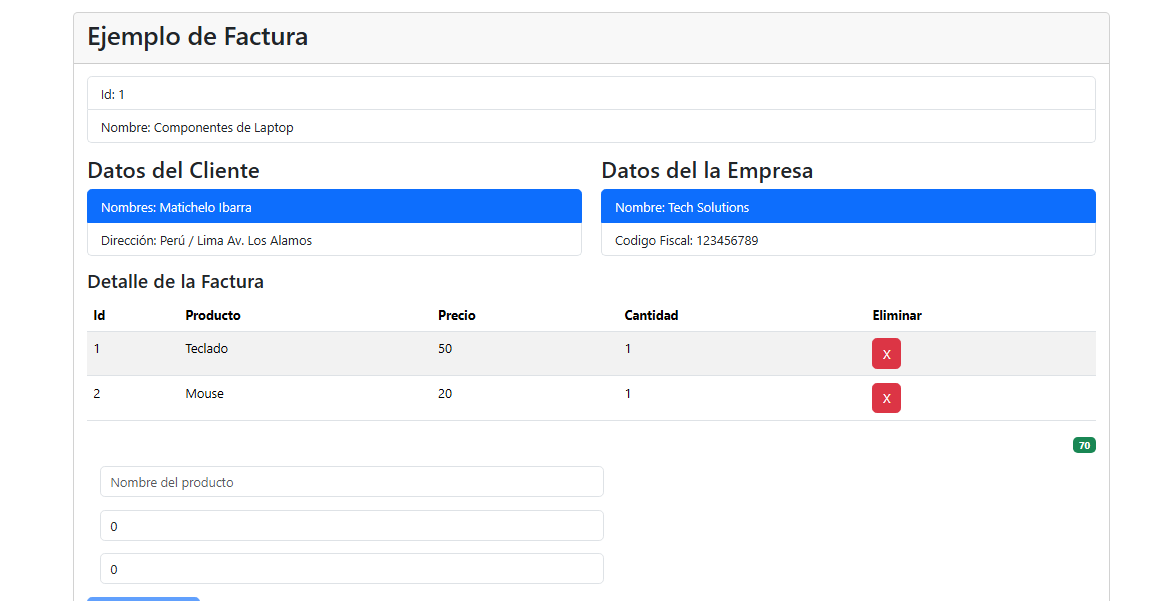 Ejemplo de Factura
Id: 1
Nombre: Componentes de Laptop
Datos del Cliente
Nombres: Matichelo Ibarra
Dirección: Perú / Lima Av. Los Alamos
Datos del la Empresa
Nombre: Tech Solutions
Codigo Fiscal: 123456789
Detalle de la Factura
Id Producto Precio Cantidad Eliminar
1 Teclado 50 1 X
2 Mouse 20 1 X
70
Nombre del producto
0
0